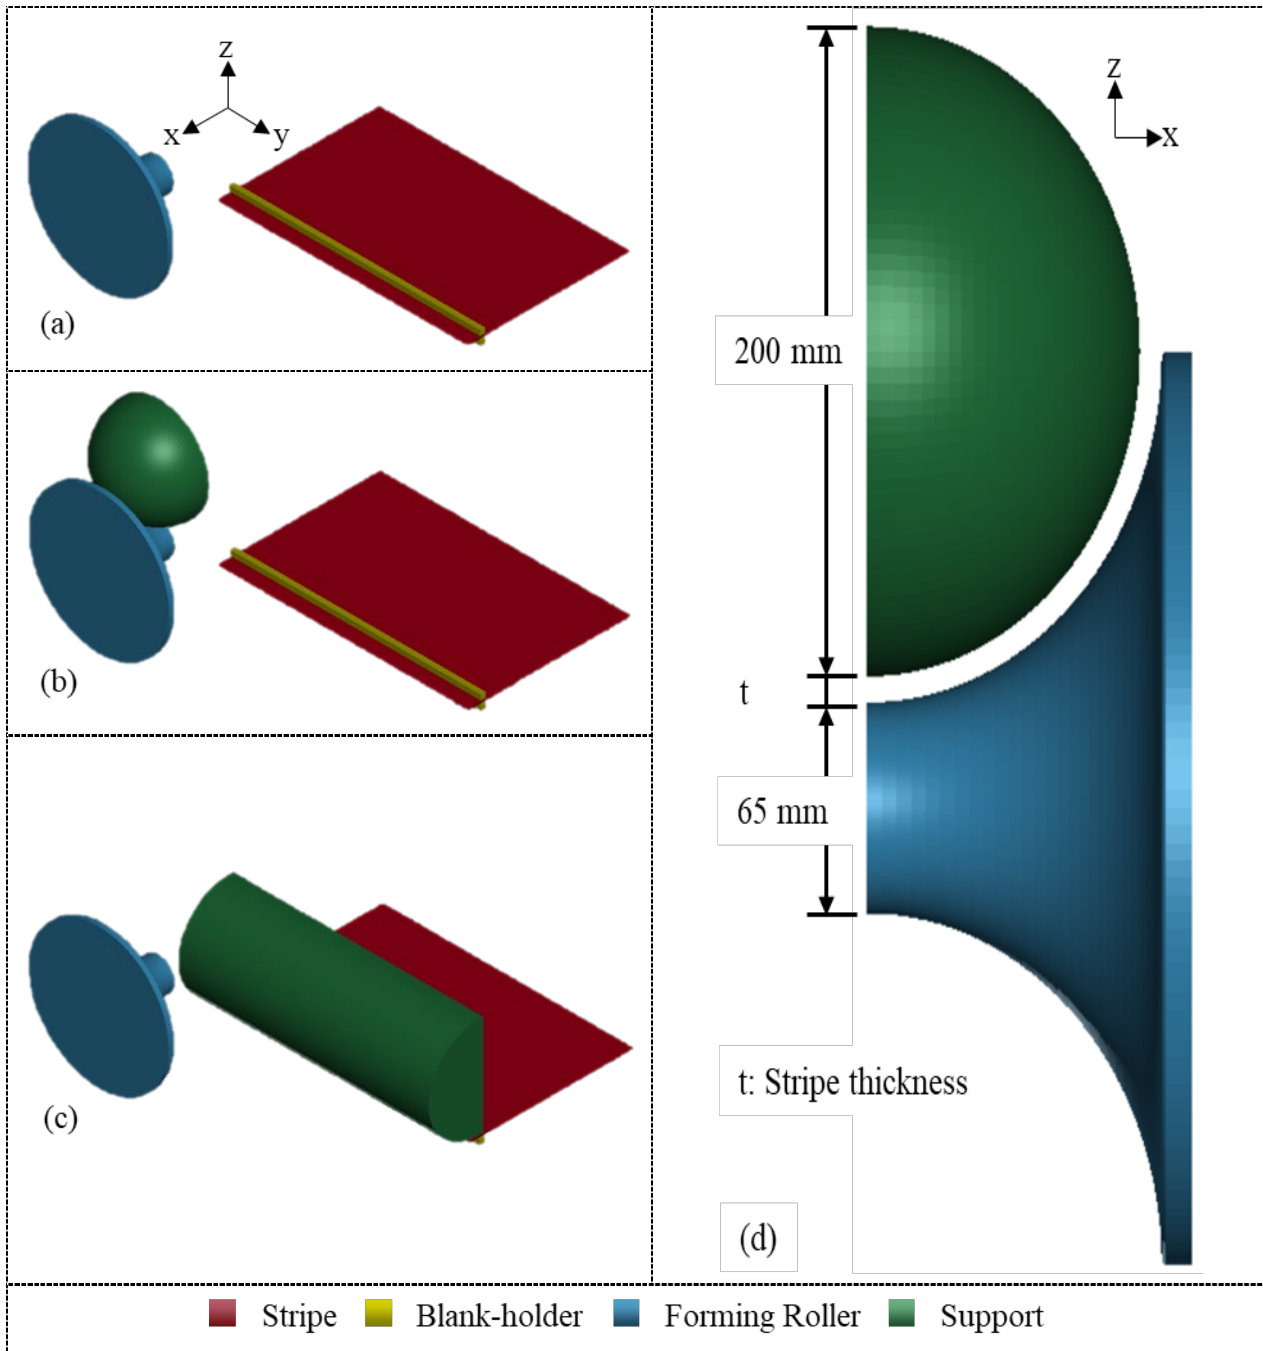 z
x
y
(a)
(b)
(c)
z
x
200 mm
t
65 mm
t: Stripe thickness
(d)
Stripe Blank-holder Forming Roller Support